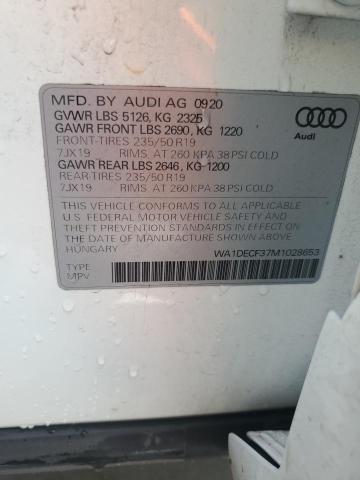 MFD. BY AUDI AG 09/20
GVWR LBS 5126, KG 2325
GAWR FRONT LBS 2690, KG 1220
FRONT-TIRES 235/50 R19
7JX19 RIMS, AT 260 KPA 38 PSI COLD
GAWR REAR LBS 2646, KG 1200
REAR-TIRES 235/50 R19
7JX19 RIMS, AT 260 KPA 38 PSI COLD
THIS VEHICLE CONFORMS TO ALL APPLICABLE
U.S. FEDERAL MOTOR VEHICLE SAFETY AND
THEFT PREVENTION STANDARDS IN EFFECT ON THE
DATE OF MANUFACTURE SHOWN ABOVE
HUNGARY
WA1DECF37M1028653
TYPE:
MPV
Audi